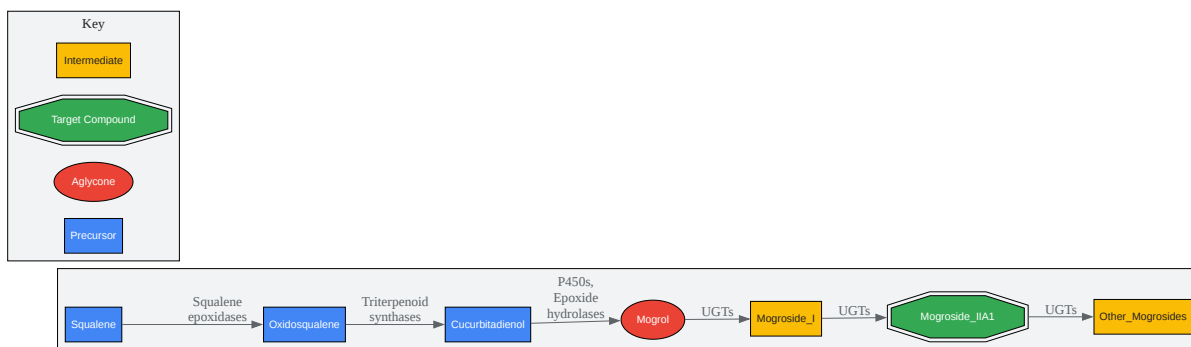 Key
Intermediate
Target Compound
Aglycone
Precursor
Squalene
Squalene
epoxidases
Oxidosqualene
Triterpenoid
synthases
Cucurbitadienol
P450s,
Epoxide
hydrolases
Mogrol
UGTs
Mogroside_I
UGTs
Mogroside_IIA1
UGTs
Other_Mogrosides